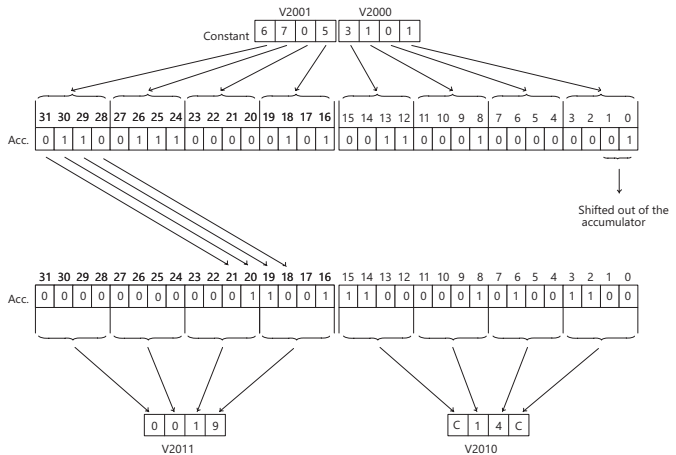 V2001 V2000
Constant 6 7 0 5 3 1 0 1
31 30 29 28 27 26 25 24 23 22 21 20 19 18 17 16 15 14 13 12 11 10 9 8 7 6 5 4 3 2 1 0
Acc. 0 1 1 0 0 1 1 1 0 0 0 0 0 1 0 1 0 0 1 1 0 0 0 1 0 0 0 0 0 0 0 1
Shifted out of the
accumulator
31 30 29 28 27 26 25 24 23 22 21 20 19 18 17 16 15 14 13 12 11 10 9 8 7 6 5 4 3 2 1 0
Acc. 0 0 0 0 0 0 0 0 0 0 0 1 1 0 0 1 1 1 0 0 0 0 0 1 0 1 0 0 1 1 0 0
0 0 1 9 C 1 4 C
V2011 V2010